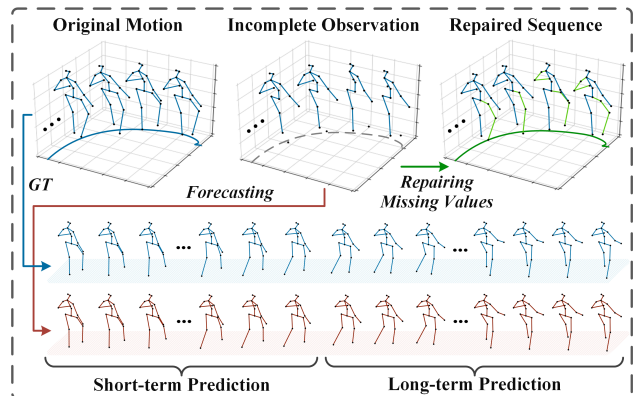 Original Motion
Incomplete Observation
Repaired Sequence
GT
Forecasting
Repairing
Missing Values
Short-term Prediction
Long-term Prediction